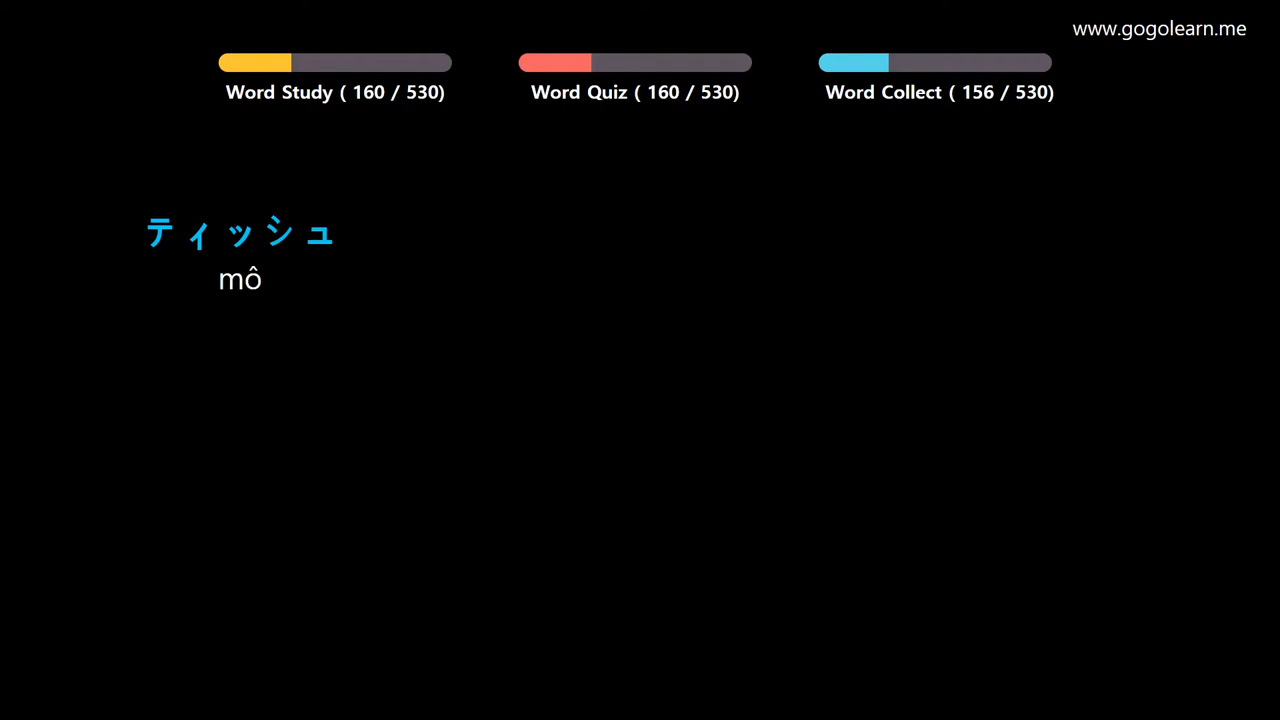 www.gogolearn.me
Word Study ( 160 / 530)
Word Quiz ( 160 / 530)
Word Collect ( 156 / 530)
ティッシュ
mô